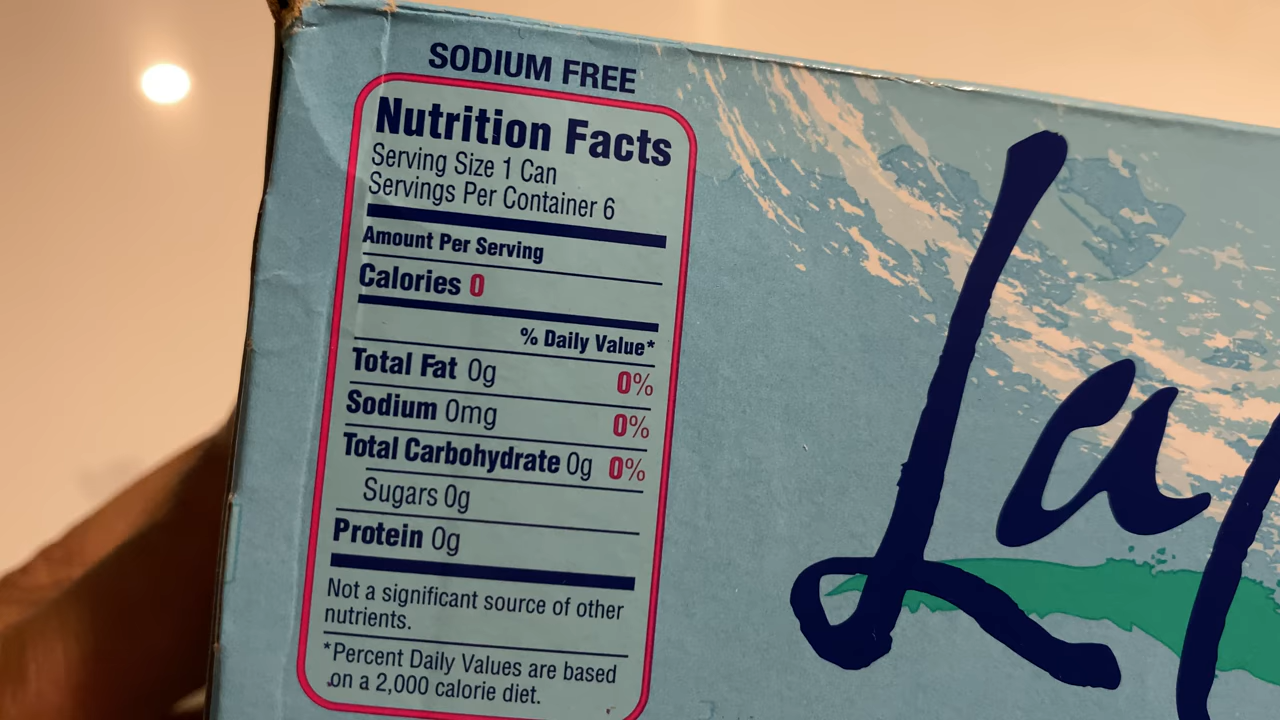 SODIUM FREE
Nutrition Facts
Serving Size 1 Can
Servings Per Container 6
Amount Per Serving
Calories 0
% Daily Value*
Total Fat 0g 0%
Sodium 0mg 0%
Total Carbohydrate 0g 0%
Sugars 0g
Protein 0g
Not a significant source of other
nutrients.
*Percent Daily Values are based
on a 2,000 calorie diet.
La